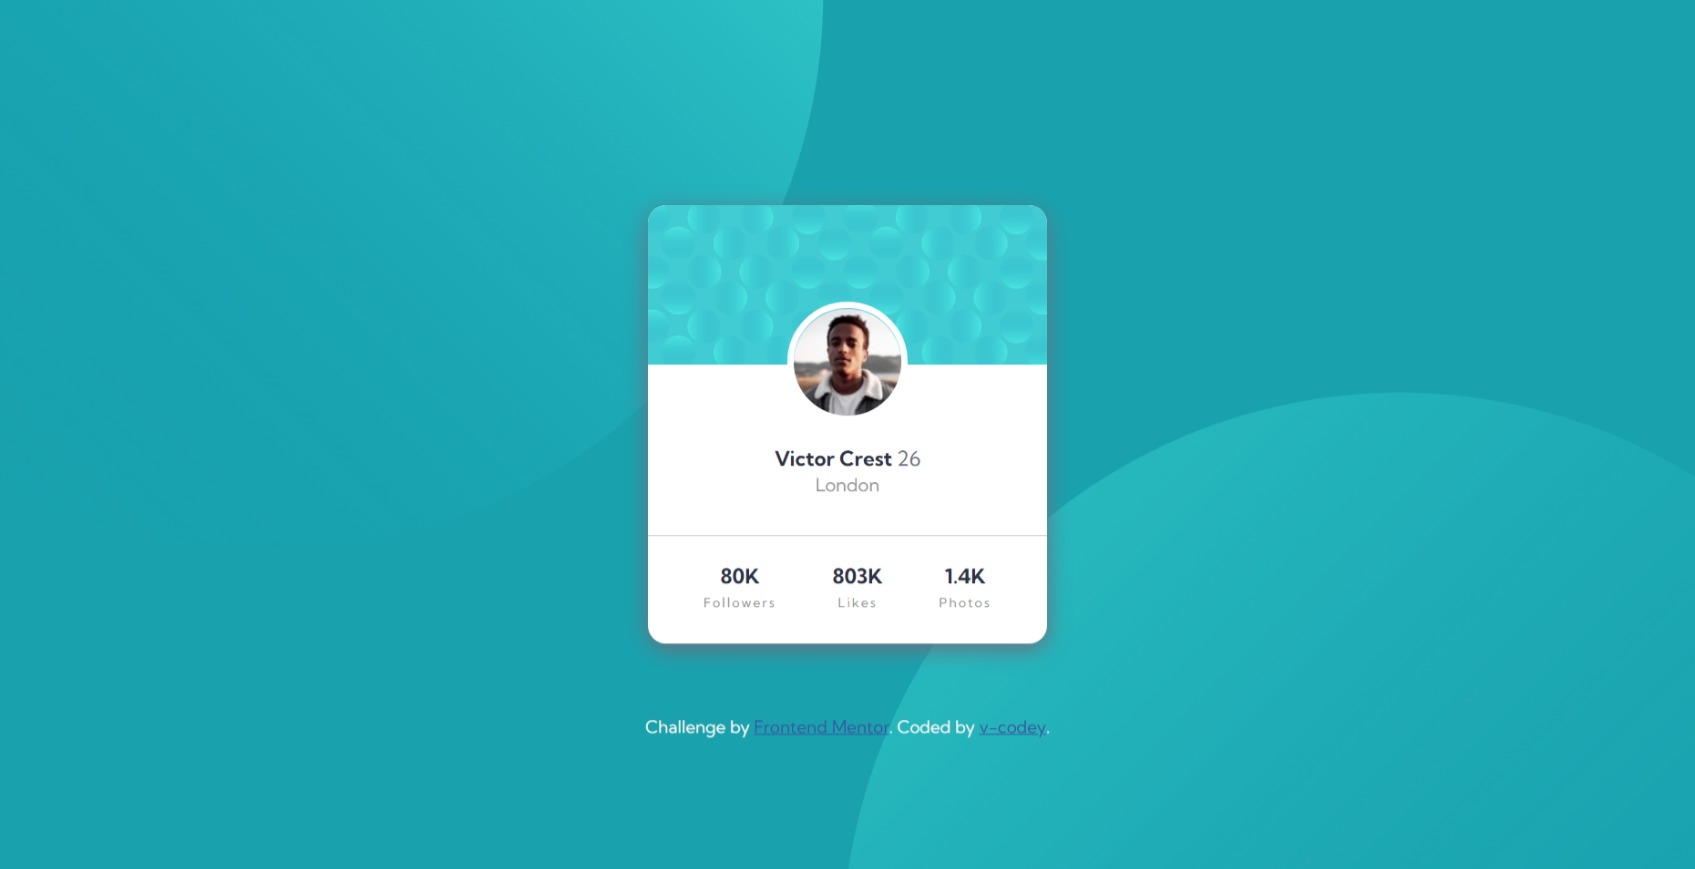 Victor Crest 26
London
80K 803K 1.4K
Followers Likes Photos
Challenge by Frontend Mentor. Coded by v-codey.